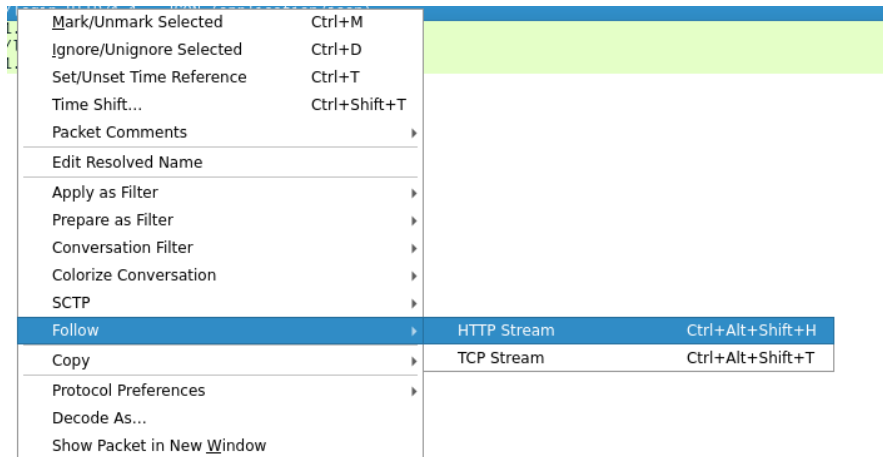 Mark/Unmark Selected Ctrl+M
Ignore/Unignore Selected Ctrl+D
Set/Unset Time Reference Ctrl+T
Time Shift... Ctrl+Shift+T
Packet Comments
Edit Resolved Name
Apply as Filter
Prepare as Filter
Conversation Filter
Colorize Conversation
SCTP
Follow HTTP Stream Ctrl+Alt+Shift+H
Copy TCP Stream Ctrl+Alt+Shift+T
Protocol Preferences
Decode As...
Show Packet in New Window